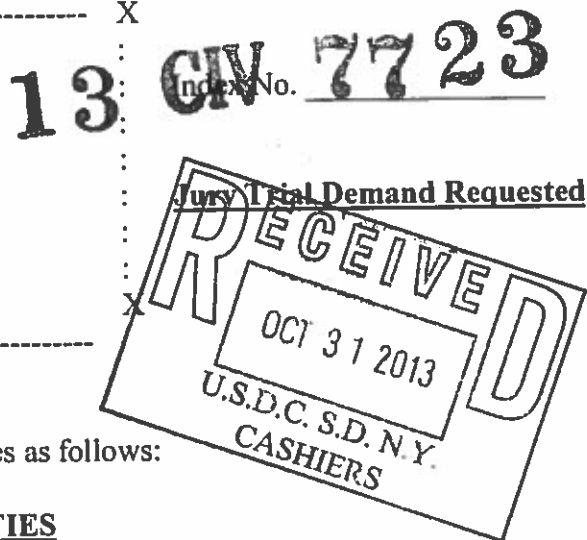 X
13 CIV 7723
Index No.
Jury Trial Demand Requested
RECEIVED
OCT 31 2013
U.S.D.C. S.D. N.Y.
CASHIERS
X
es as follows:
TIES